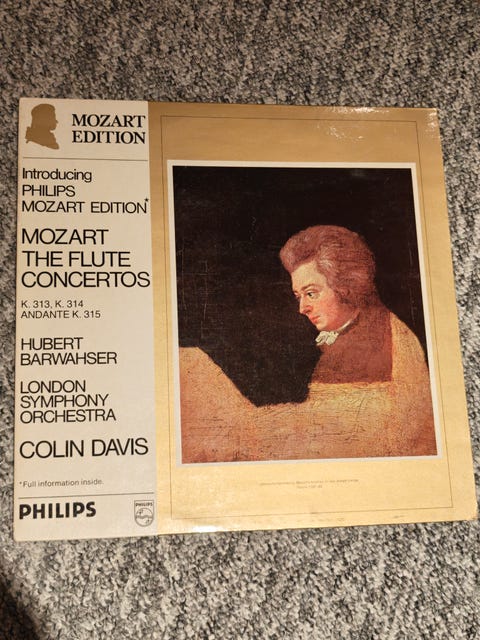 MOZART
EDITION
Introducing
PHILIPS
MOZART EDITION*
MOZART
THE FLUTE
CONCERTOS
K. 313, K. 314
ANDANTE K. 315
HUBERT
BARWAHSER
LONDON
SYMPHONY
ORCHESTRA
COLIN DAVIS
*Full information inside.
PHILIPS
PHILIPS